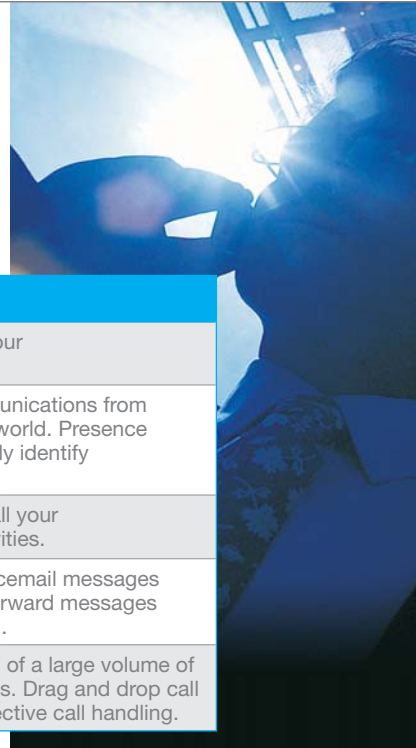 our
unications from
world. Presence
ly identify
ll your
ities.
cemail messages
rward messages
.
of a large volume of
s. Drag and drop call
ective call handling.